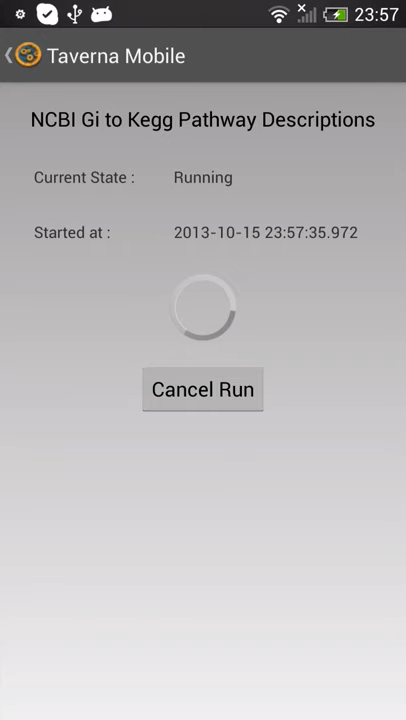 23:57
Taverna Mobile
NCBI Gi to Kegg Pathway Descriptions
Current State : Running
Started at : 2013-10-15 23:57:35.972
Cancel Run